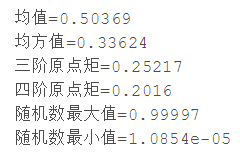 均值=0.50369
均方值=0.33624
三阶原点矩=0.25217
四阶原点矩=0.2016
随机数最大值=0.99997
随机数最小值=1.0854e-05